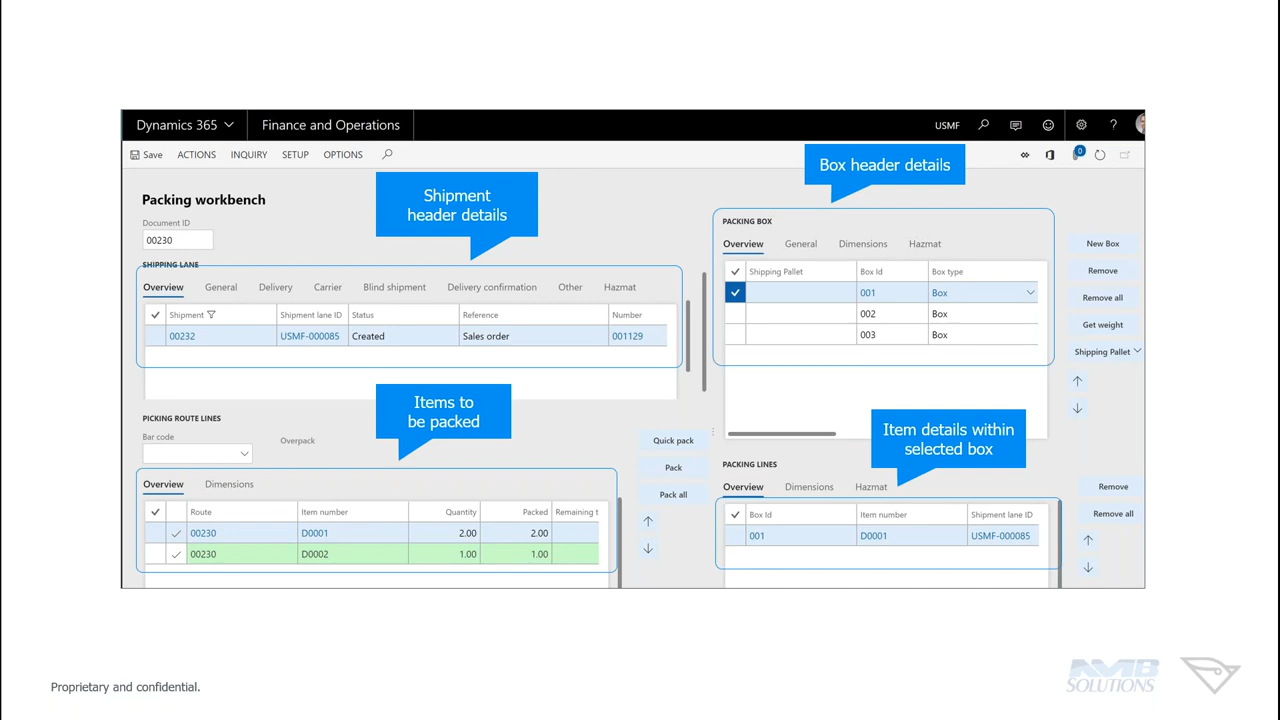 Dynamics 365
Finance and Operations
USMF
?
Save
ACTIONS
INQUIRY
SETUP
OPTIONS
0
Packing workbench
Document ID
00230
Shipment
header details
Box header details
SHIPPING LANE
Overview
General
Delivery
Carrier
Blind shipment
Delivery confirmation
Other
Hazmat
Shipment
Shipment lane ID
Status
Reference
Number
00232
USMF-000085
Created
Sales order
001129
PACKING BOX
Overview
General
Dimensions
Hazmat
Shipping Pallet
Box Id
Box type
001
Box
002
Box
003
Box
New Box
Remove
Remove all
Get weight
Shipping Pallet
Items to
be packed
PICKING ROUTE LINES
Bar code
Overpack
Quick pack
Pack
Pack all
Overview
Dimensions
Route
Item number
Quantity
Packed
Remaining t
00230
D0001
2.00
2.00
00230
D0002
1.00
1.00
Item details within
selected box
PACKING LINES
Overview
Dimensions
Hazmat
Box Id
Item number
Shipment lane ID
001
D0001
USMF-000085
Remove
Remove all
Proprietary and confidential.
NMB
SOLUTIONS